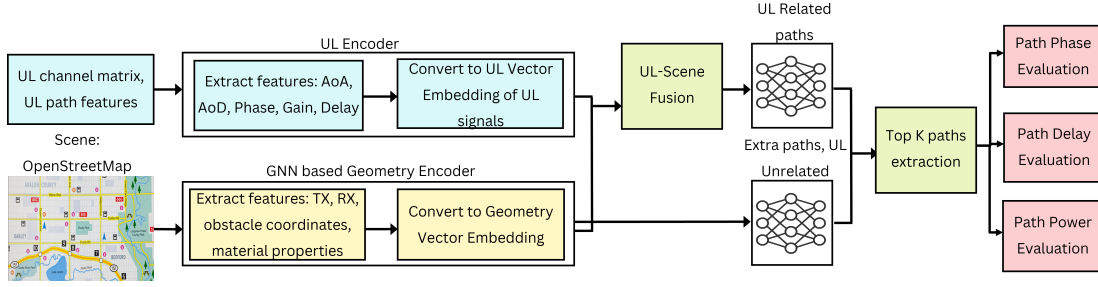 UL Related
paths
UL Encoder
UL channel matrix,
UL path features
Extract features: AoA,
AoD, Phase, Gain, Delay
Convert to UL Vector
Embedding of UL
signals
UL-Scene
Fusion
Path Phase
Evaluation
Scene:
OpenStreetMap
GNN based Geometry Encoder
Extract features: TX, RX,
obstacle coordinates,
material properties
Convert to Geometry
Vector Embedding
Extra paths, UL
Unrelated
Top K paths
extraction
Path Delay
Evaluation
Path Power
Evaluation